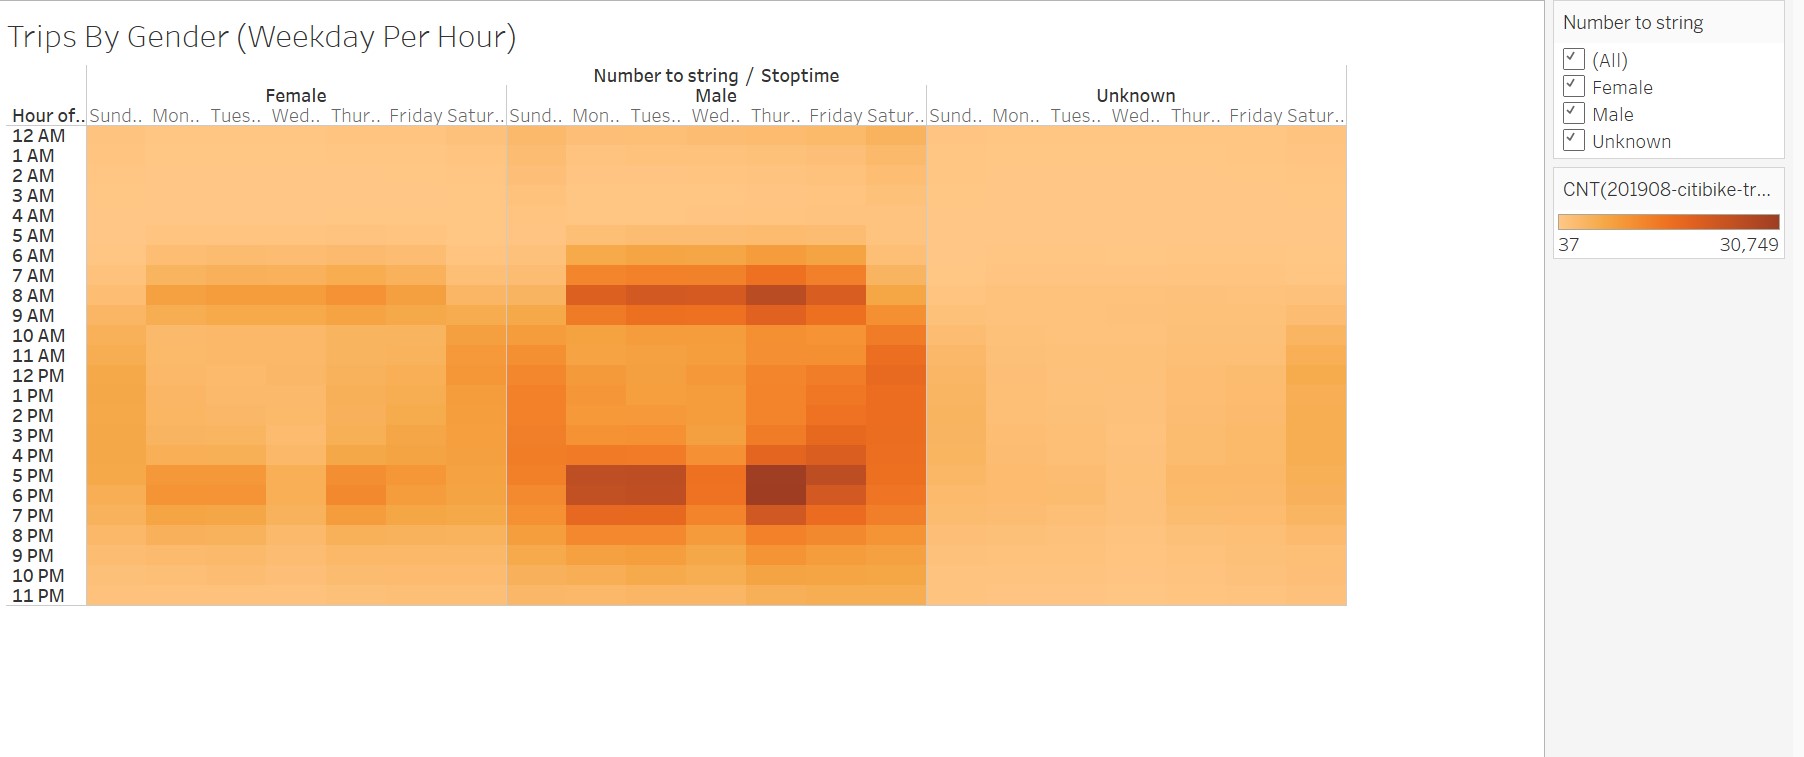 Trips By Gender (Weekday Per Hour)
Number to string / Stoptime
Female Male Unknown
Hour of.. Sund.. Mon.. Tues.. Wed.. Thur.. Friday Satur.. Sund.. Mon.. Tues.. Wed.. Thur.. Friday Satur.. Sund.. Mon.. Tues.. Wed.. Thur.. Friday Satur..
12 AM
1 AM
2 AM
3 AM
4 AM
5 AM
6 AM
7 AM
8 AM
9 AM
10 AM
11 AM
12 PM
1 PM
2 PM
3 PM
4 PM
5 PM
6 PM
7 PM
8 PM
9 PM
10 PM
11 PM
Number to string
(All)
Female
Male
Unknown
CNT(201908-citibike-tr...
37 30,749